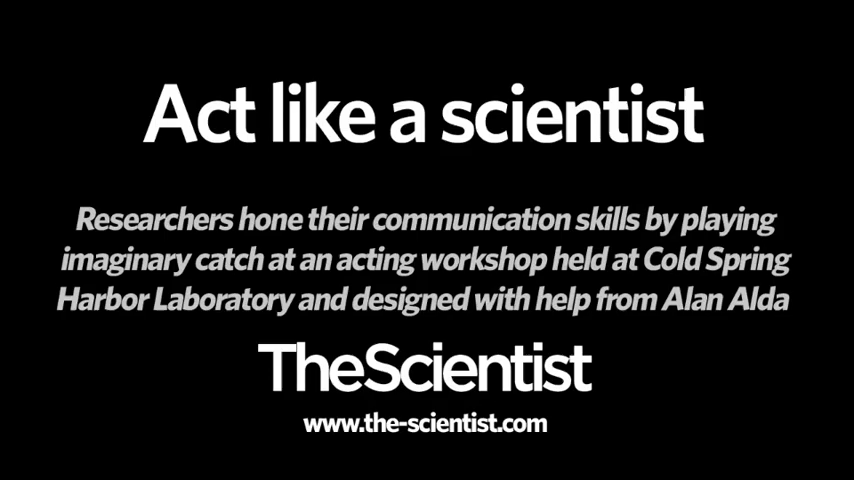 Act like a scientist
Researchers hone their communication skills by playing
imaginary catch at an acting workshop held at Cold Spring
Harbor Laboratory and designed with help from Alan Alda
TheScientist
www.the-scientist.com